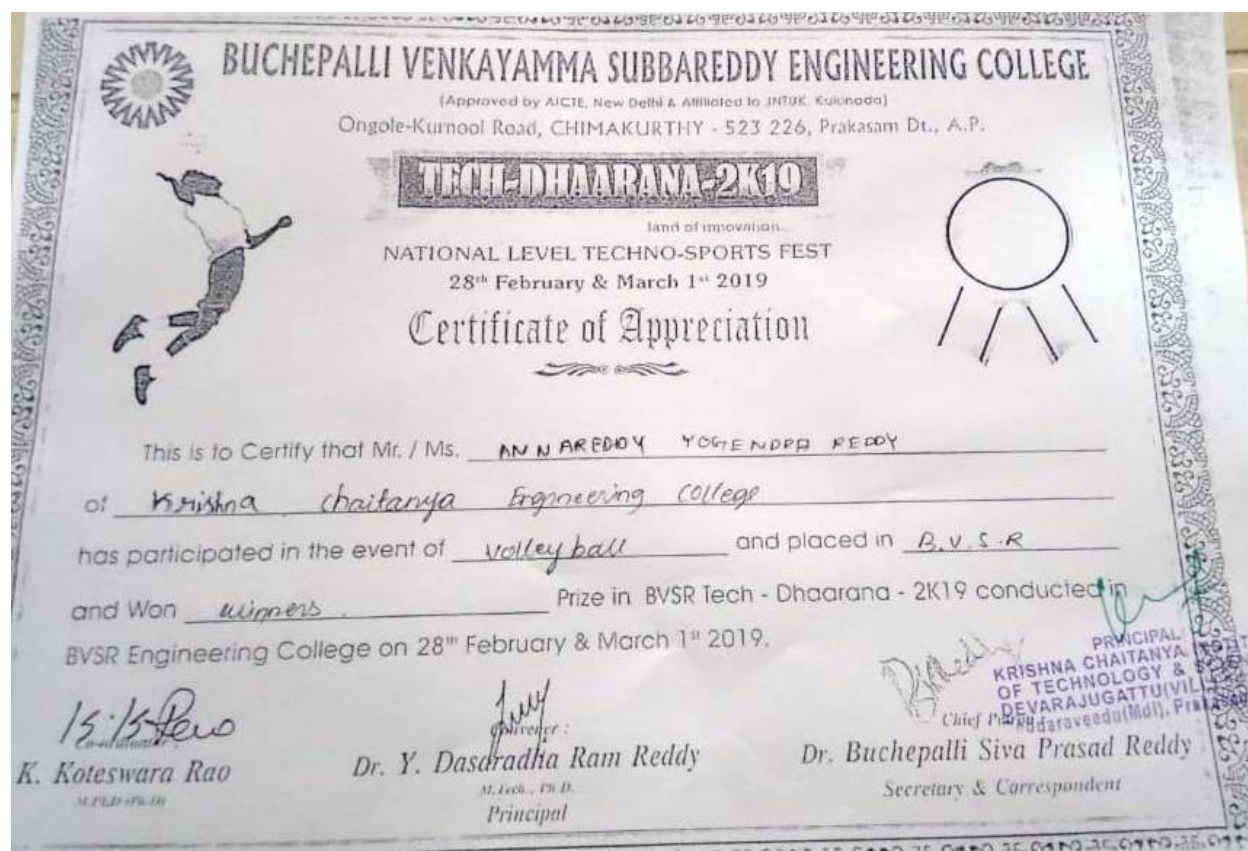 BUCHEPALLI VENKAYAMMA SUBBAREDDY ENGINEERING COLLEGE
(Approved by AICTE, New Delhi & Affiliated to JNTUK, Kakinada)
Ongole-Kurnool Road, CHIMAKURTHY - 523 226, Prakasam Dt., A.P.
TECH-DHAARANA-2K19
land of innovation...
NATIONAL LEVEL TECHNO-SPORTS FEST
28th February & March 1st 2019
Certificate of Appreciation
This is to Certify that Mr. / Ms. ANNAREDDY YOGENDRA REDDY
of Krishna Chaitanya Engineering College
has participated in the event of volleyball and placed in B.V.S.R
and Won winners. Prize in BVSR Tech - Dhaarana - 2K19 conducted in
BVSR Engineering College on 28th February & March 1st 2019.
PRINCIPAL
KRISHNA CHAITANYA
OF TECHNOLOGY &
DEVARAJUGATTU(VILL
Chief Patron
K. Koteswara Rao
Convener :
Dr. Y. Dasaradha Ram Reddy
M.Tech., Ph.D.
Principal
Dr. Buchepalli Siva Prasad Reddy
Secretary & Correspondent